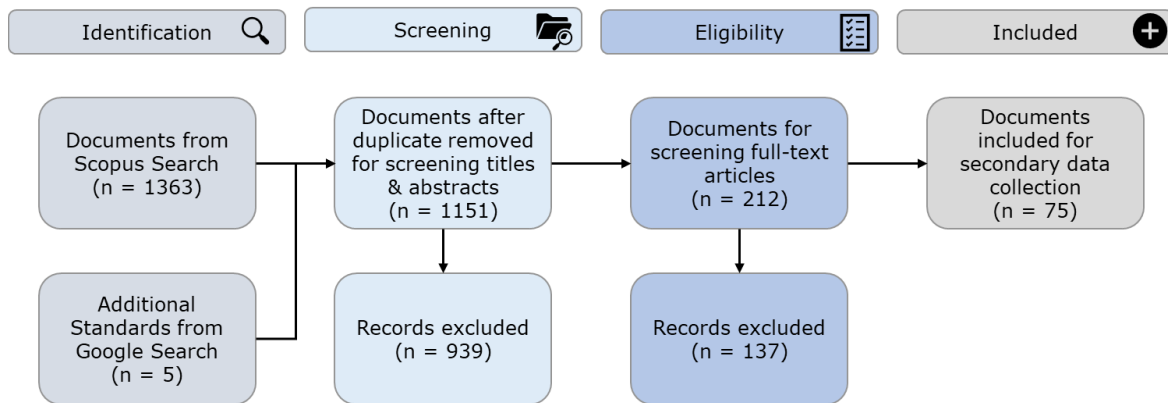 Identification
Screening
Eligibility
Included
Documents from
Scopus Search
(n = 1363)
Documents after
duplicate removed
for screening titles
& abstracts
(n = 1151)
Documents for
screening full-text
articles
(n = 212)
Documents
included for
secondary data
collection
(n = 75)
Additional
Standards from
Google Search
(n = 5)
Records excluded
(n = 939)
Records excluded
(n = 137)